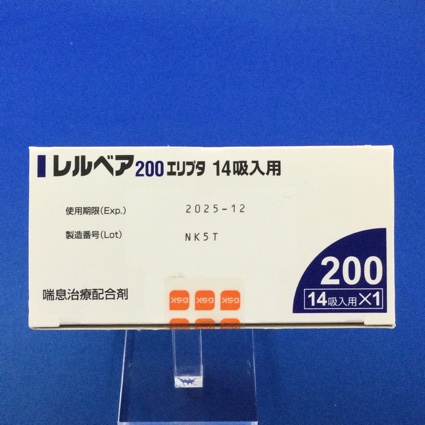 レルベア200エリプタ 14吸入用
使用期限(Exp.) 2025-12
製造番号(Lot) NK5T
喘息治療配合剤
200
14吸入用×1
GSK GSK GSK